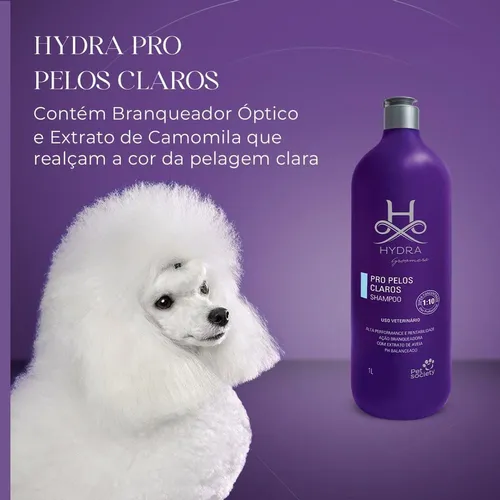 HYDRA PRO
PELOS CLAROS
Contém Branqueador Óptico
e Extrato de Camomila que
realçam a cor da pelagem clara
H
HYDRA
Groomers
PRO PELOS
CLAROS
SHAMPOO
1:10
USO VETERINÁRIO
ALTA PERFORMANCE E RENTABILIDADE
AÇÃO BRANQUEADORA
COM EXTRATO DE AVEIA
PH BALANCEADO
1L
Pet
society